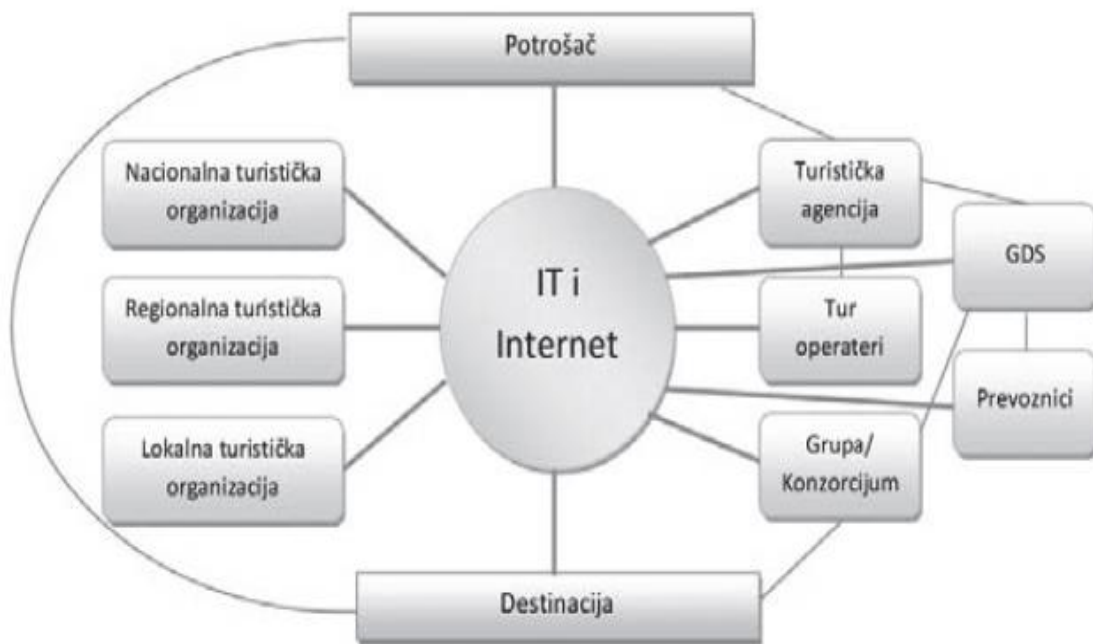 Potrošač
Nacionalna turistička
organizacija
Turistička
agencija
GDS
IT i
Internet
Regionalna turistička
organizacija
Tur
operateri
Prevoznici
Lokalna turistička
organizacija
Grupa/
Konzorcijum
Destinacija